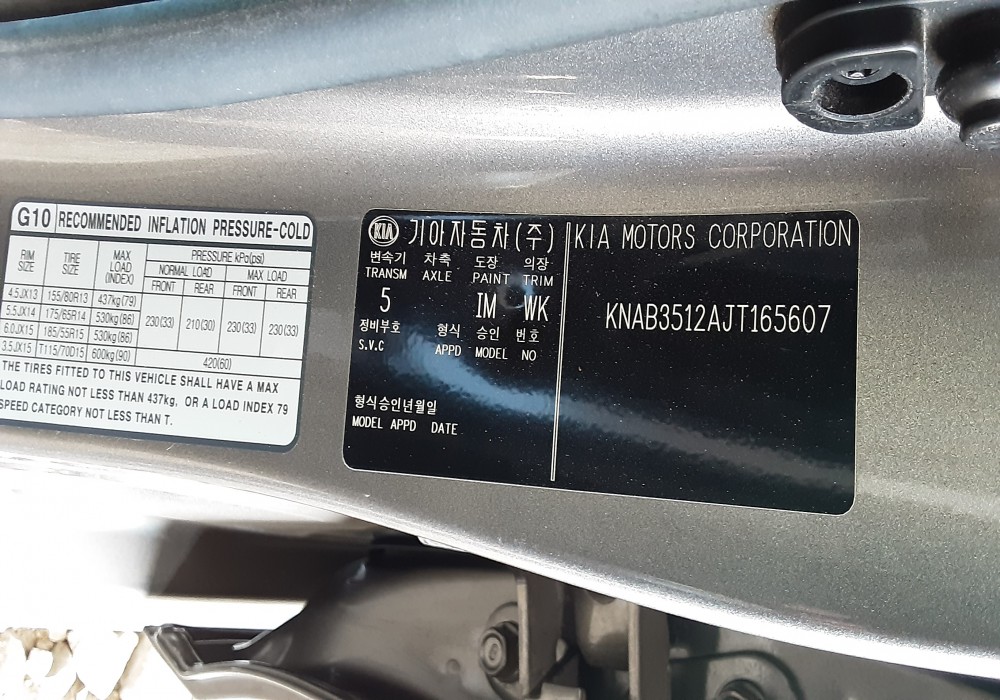 G10 RECOMMENDED INFLATION PRESSURE-COLD
RIM SIZE TIRE SIZE MAX LOAD (INDEX) PRESSURE kPa(psi)
NORMAL LOAD MAX LOAD
FRONT REAR FRONT REAR
4.5JX13 155/80R13 437kg(79)
5.5JX14 175/65R14 530kg(86)
6.0JX15 185/55R15 530kg(86)
230(33) 210(30) 230(33) 230(33)
3.5JX15 T115/70D15 600kg(90) 420(60)
THE TIRES FITTED TO THIS VEHICLE SHALL HAVE A MAX
LOAD RATING NOT LESS THAN 437kg, OR A LOAD INDEX 79
SPEED CATEGORY NOT LESS THAN T.
KIA 기아자동차(주)
변속기 차축 도장 의장
TRANSM AXLE PAINT TRIM
5 IM WK
정비부호 형식 승인 번호
S.V.C APPD MODEL NO
형식승인년월일
MODEL APPD DATE
KIA MOTORS CORPORATION
KNAB3512AJT165607